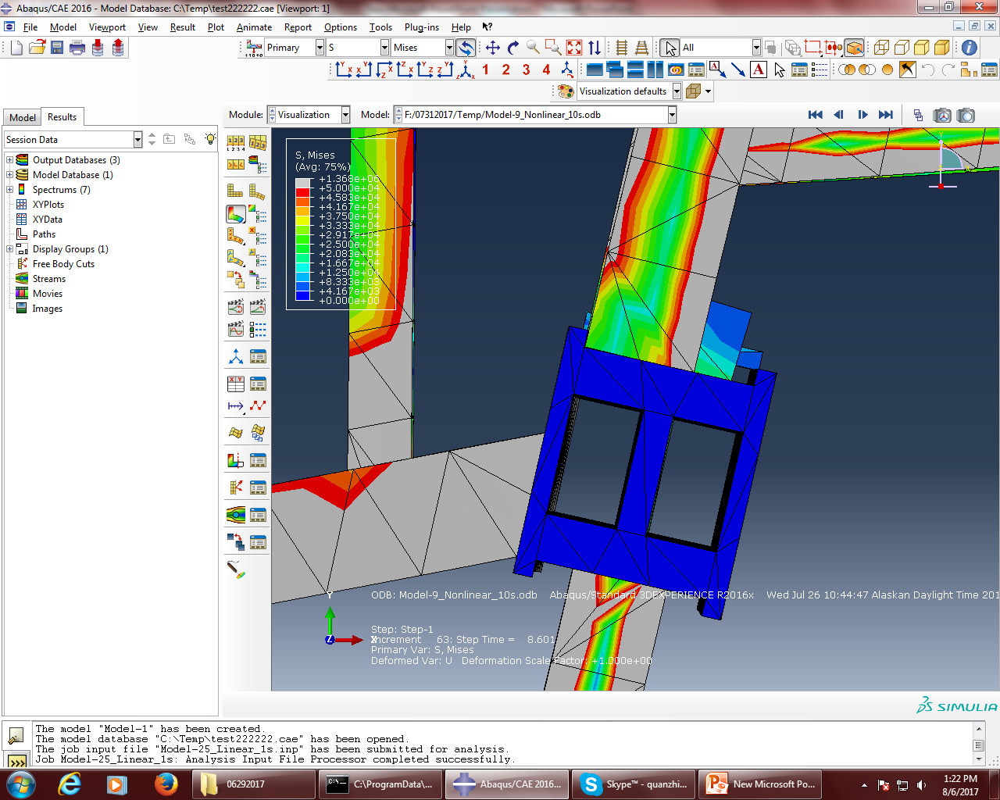 Abaqus/CAE 2016 - Model Database: C:\Temp\test222222.cae [Viewport: 1]
File Model Viewport View Result Plot Options Animate Report Options Tools Plug-ins Help
Primary S Mises All
1 2 3 4
Visualization defaults
Model Results Module: Visualization Model: F:/07312017/Temp/Model-9_Nonlinear_10s.odb
Session Data
Output Databases (3)
Model Database (1)
Spectrums (7)
XYPlots
XYData
Paths
Display Groups (1)
Free Body Cuts
Streams
Movies
Images
S, Mises
(Avg: 75%)
+1.368e+06
+5.000e+04
+4.583e+04
+4.167e+04
+3.750e+04
+3.333e+04
+2.917e+04
+2.500e+04
+2.083e+04
+1.667e+04
+1.250e+04
+8.333e+03
+4.167e+03
+0.000e+00
Y
Z X
ODB: Model-9_Nonlinear_10s.odb Abaqus/Standard 3DEXPERIENCE R2016x Wed Jul 26 10:44:47 Alaskan Daylight Time 201
Step: Step-1
Increment 63: Step Time = 8.601
Primary Var: S, Mises
Deformed Var: U Deformation Scale Factor: +1.000e+00
SIMULIA
The model "Model-1" has been created.
The model database "C:\Temp\test222222.cae" has been opened.
The job input file "Model-25_Linear_1s.inp" has been submitted for analysis.
Job Model-25_Linear_1s: Analysis Input File Processor completed successfully.
06292017 C:\ProgramData\... Abaqus/CAE 2016... Skype™ - quanzhi... New Microsoft Po...
1:22 PM
8/6/2017